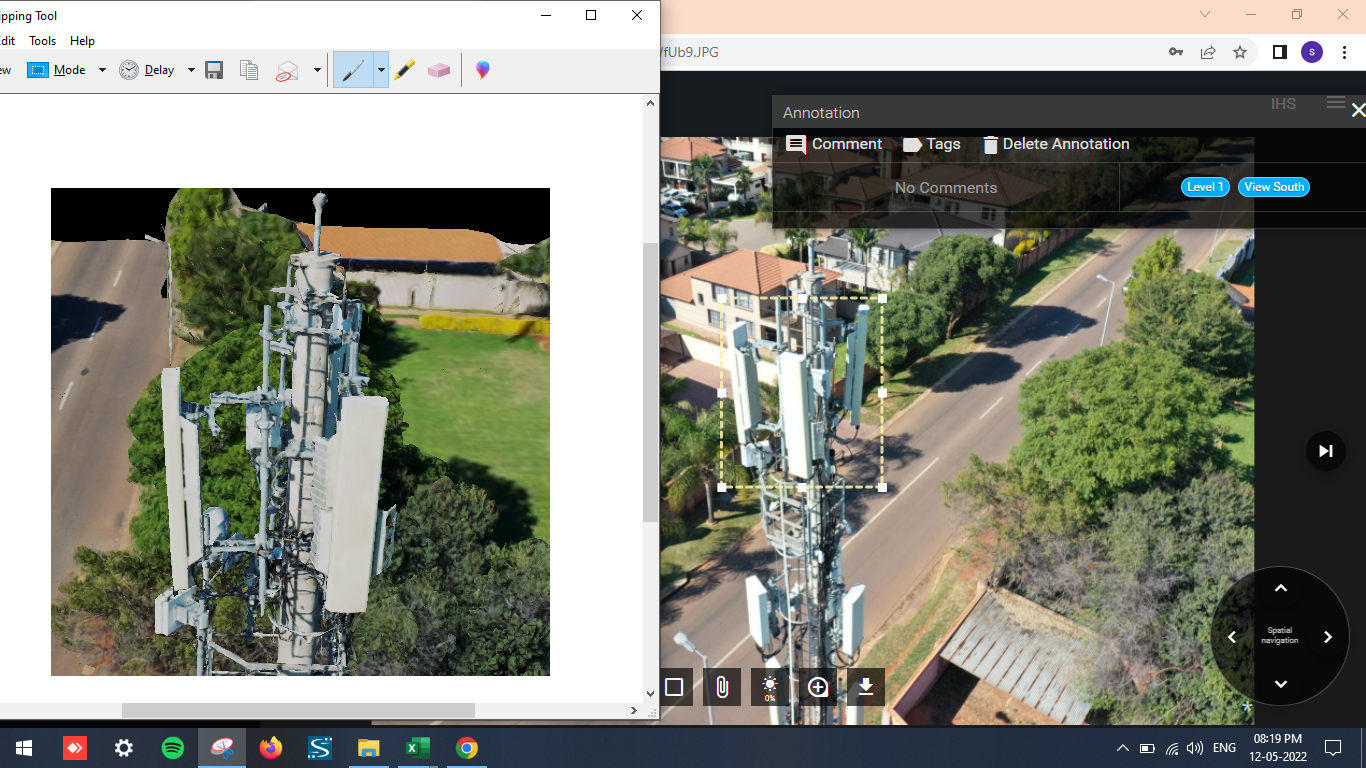 ipping Tool
dit Tools Help
ew Mode Delay
/fUb9.JPG
S
IHS
Annotation
Comment Tags Delete Annotation
No Comments
Level 1 View South
Spatial
navigation
0%
ENG
08:19 PM
12-05-2022